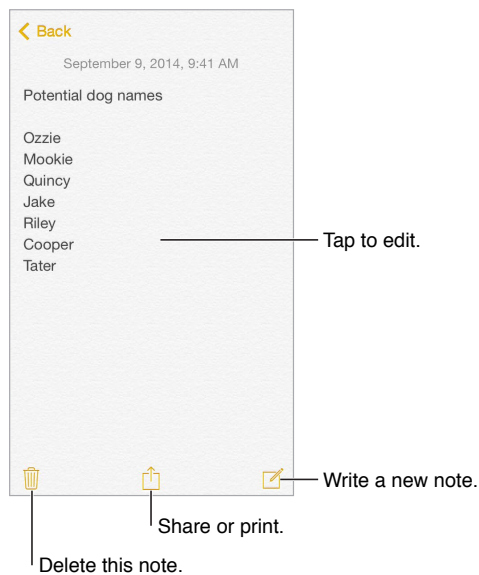 Back
September 9, 2014, 9:41 AM
Potential dog names
Ozzie
Mookie
Quincy
Jake
Riley
Cooper
Tater
Tap to edit.
Write a new note.
Share or print.
Delete this note.